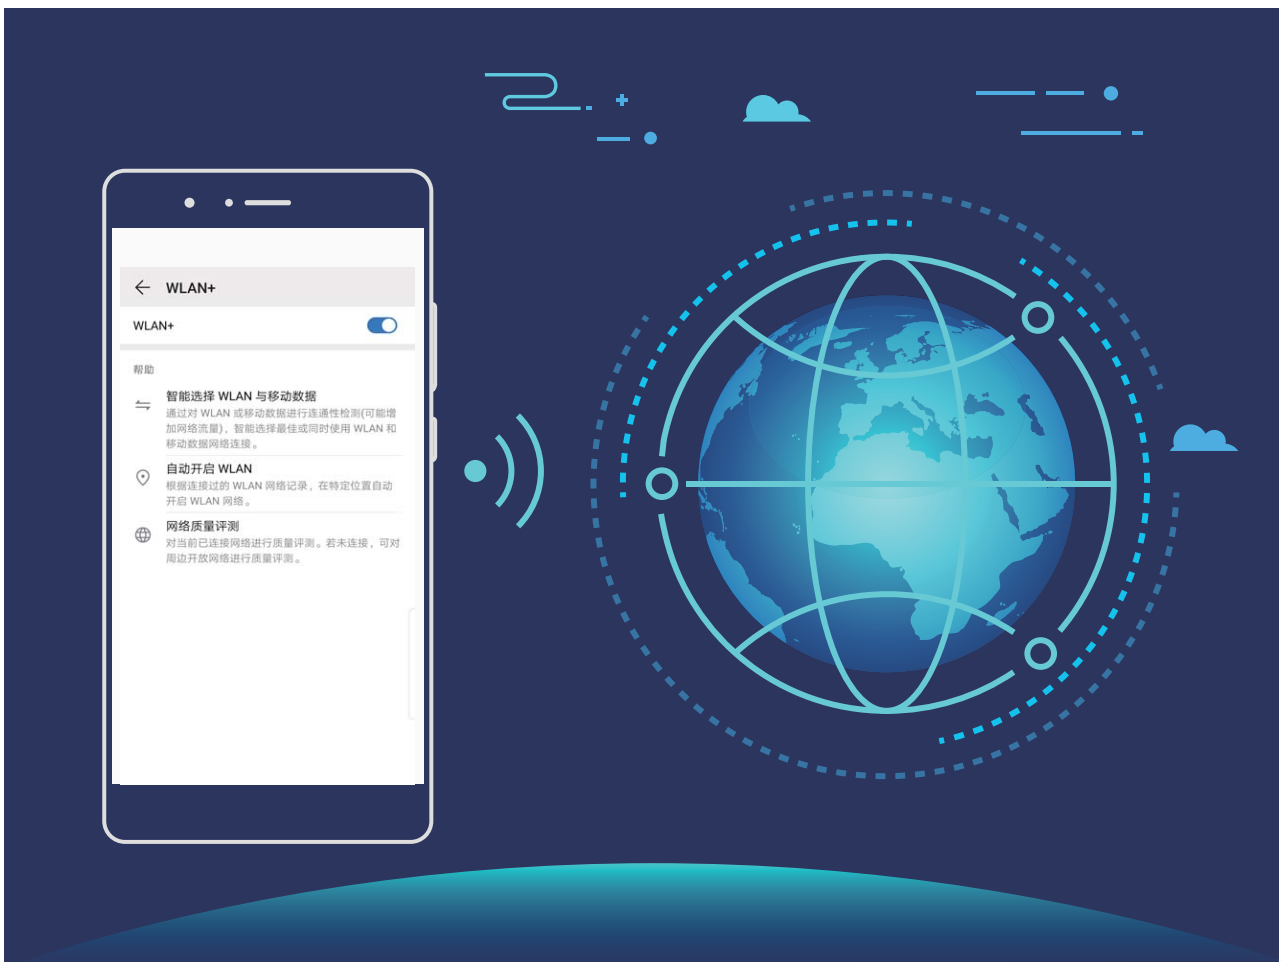 WLAN+
WLAN+
帮助
智能选择 WLAN 与移动数据
通过对 WLAN 或移动数据进行连通性检测(可能增
加网络流量)，智能选择最佳或同时使用 WLAN 和
移动数据网络连接。
自动开启 WLAN
根据连接过的 WLAN 网络记录，在特定位置自动
开启 WLAN 网络。
网络质量评测
对当前已连接网络进行质量评测。若未连接，可对
周边开放网络进行质量评测。